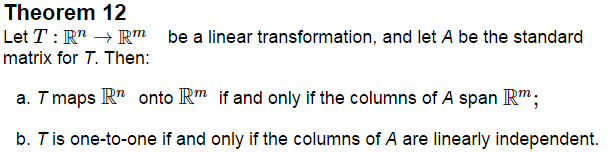 Theorem 12
Let T : ℝⁿ → ℝᵐ be a linear transformation, and let A be the standard
matrix for T. Then:
a. T maps ℝⁿ onto ℝᵐ if and only if the columns of A span ℝᵐ;
b. T is one-to-one if and only if the columns of A are linearly independent.